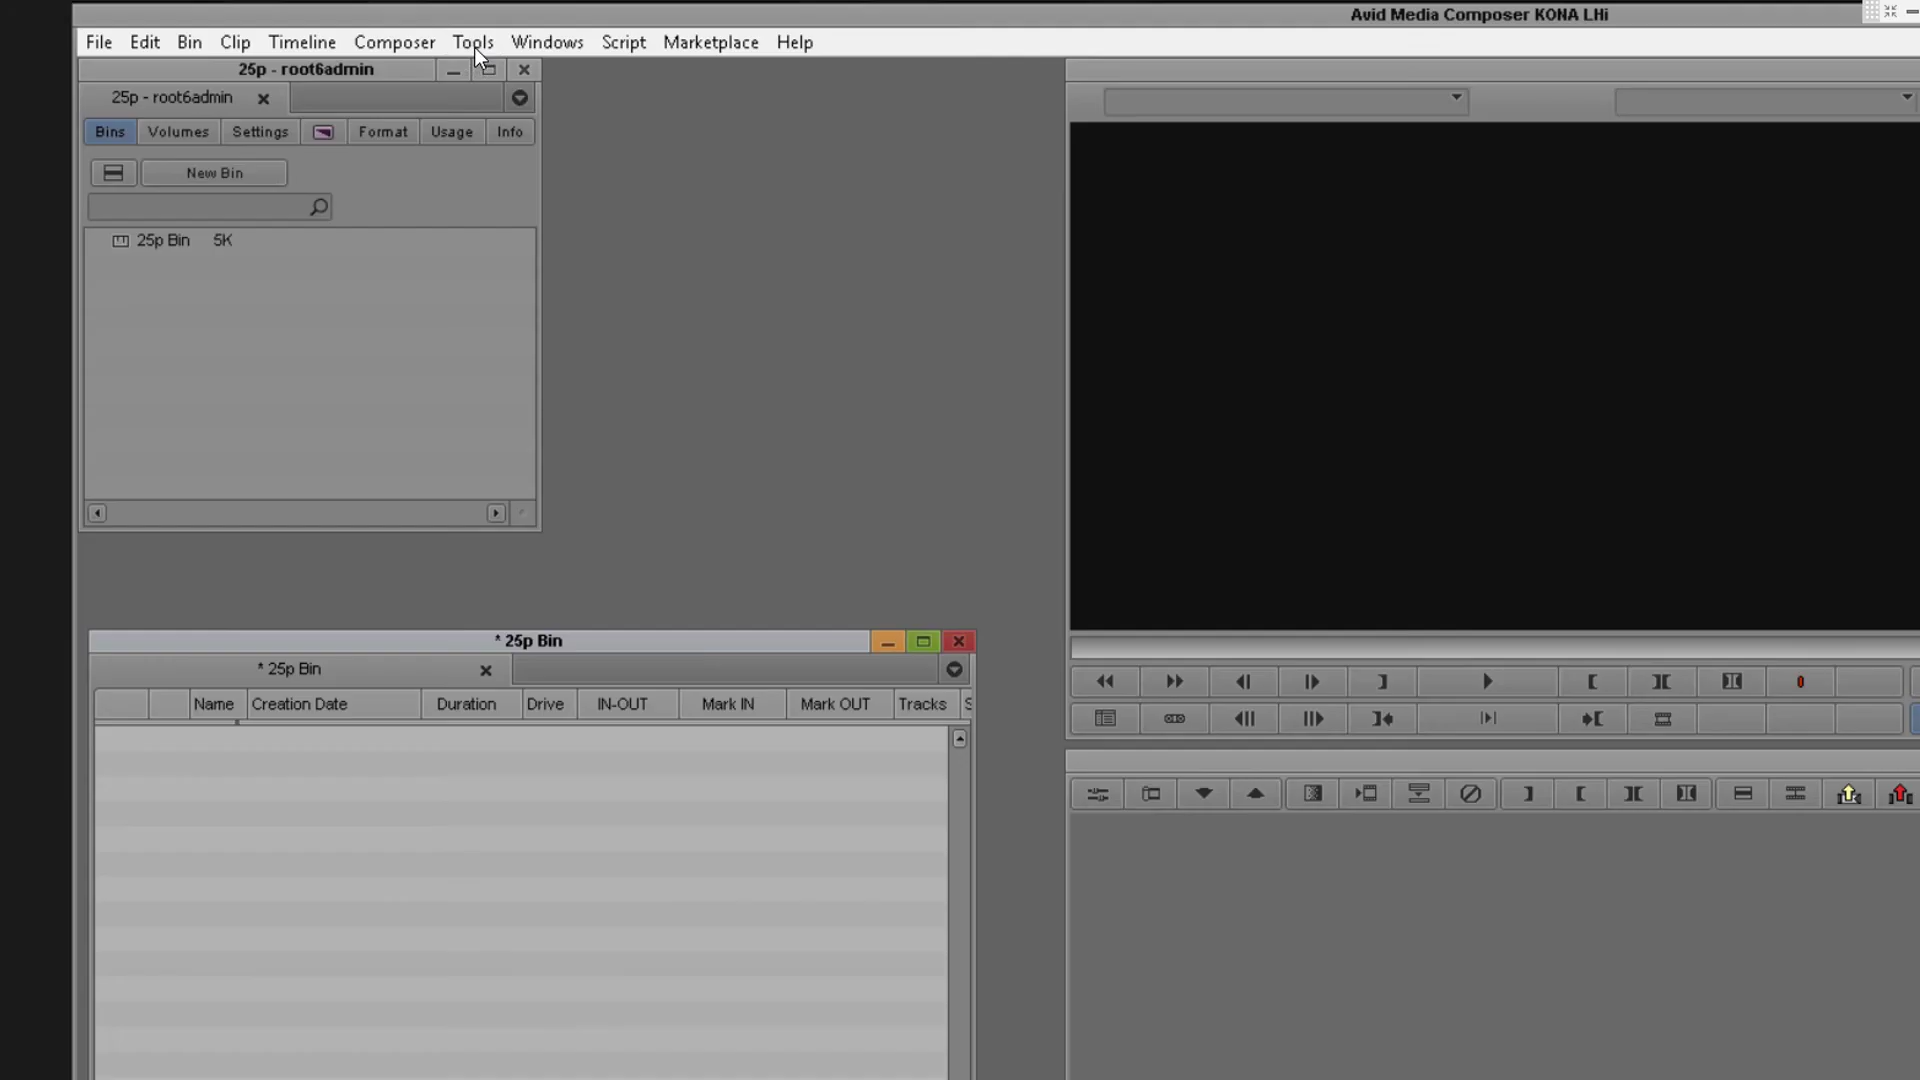 Avid Media Composer KONA LHi
File Edit Bin Clip Timeline Composer Tools Windows Script Marketplace Help
25p - root6admin
25p - root6admin
Bins Volumes Settings Format Usage Info
New Bin
25p Bin 5K
* 25p Bin
* 25p Bin
Name Creation Date Duration Drive IN-OUT Mark IN Mark OUT Tracks S